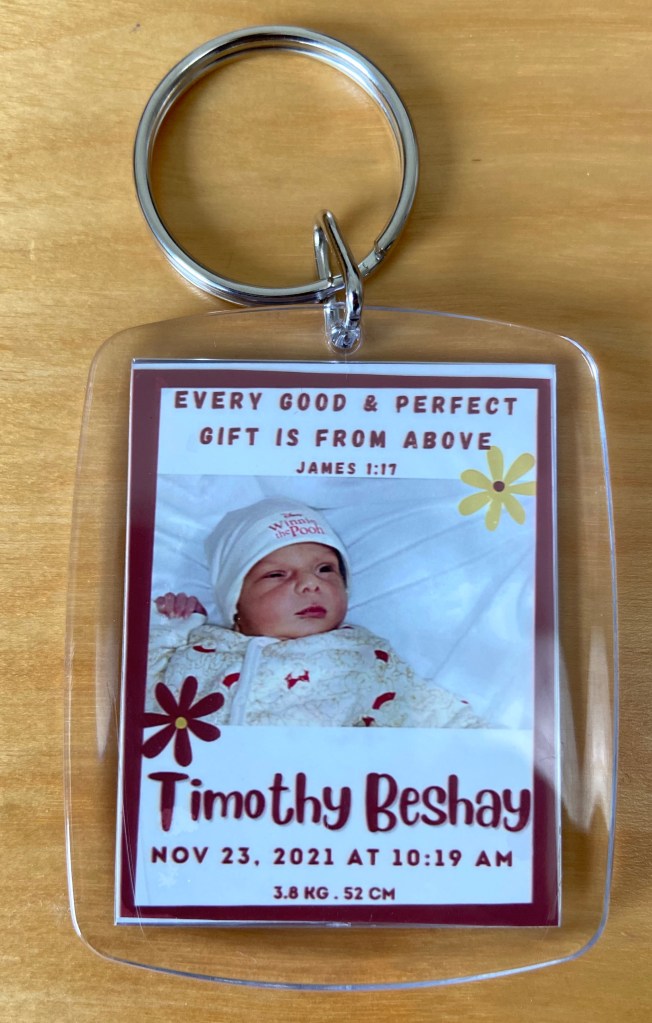 EVERY GOOD & PERFECT
GIFT IS FROM ABOVE
JAMES 1:17
Disney
Winnie
the Pooh
Timothy Beshay
NOV 23, 2021 AT 10:19 AM
3.8 KG . 52 CM